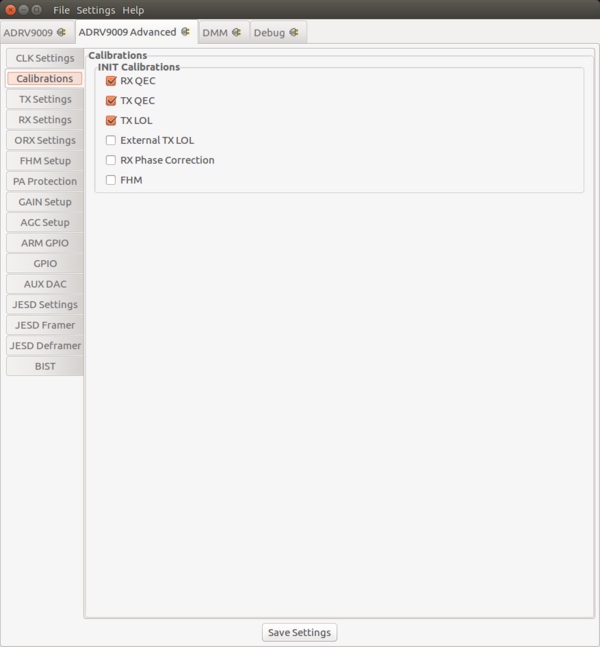 File Settings Help
ADRV9009 ADRV9009 Advanced DMM Debug
CLK Settings
Calibrations
TX Settings
RX Settings
ORX Settings
FHM Setup
PA Protection
GAIN Setup
AGC Setup
ARM GPIO
GPIO
AUX DAC
JESD Settings
JESD Framer
JESD Deframer
BIST
Calibrations
INIT Calibrations
RX QEC
TX QEC
TX LOL
External TX LOL
RX Phase Correction
FHM
Save Settings